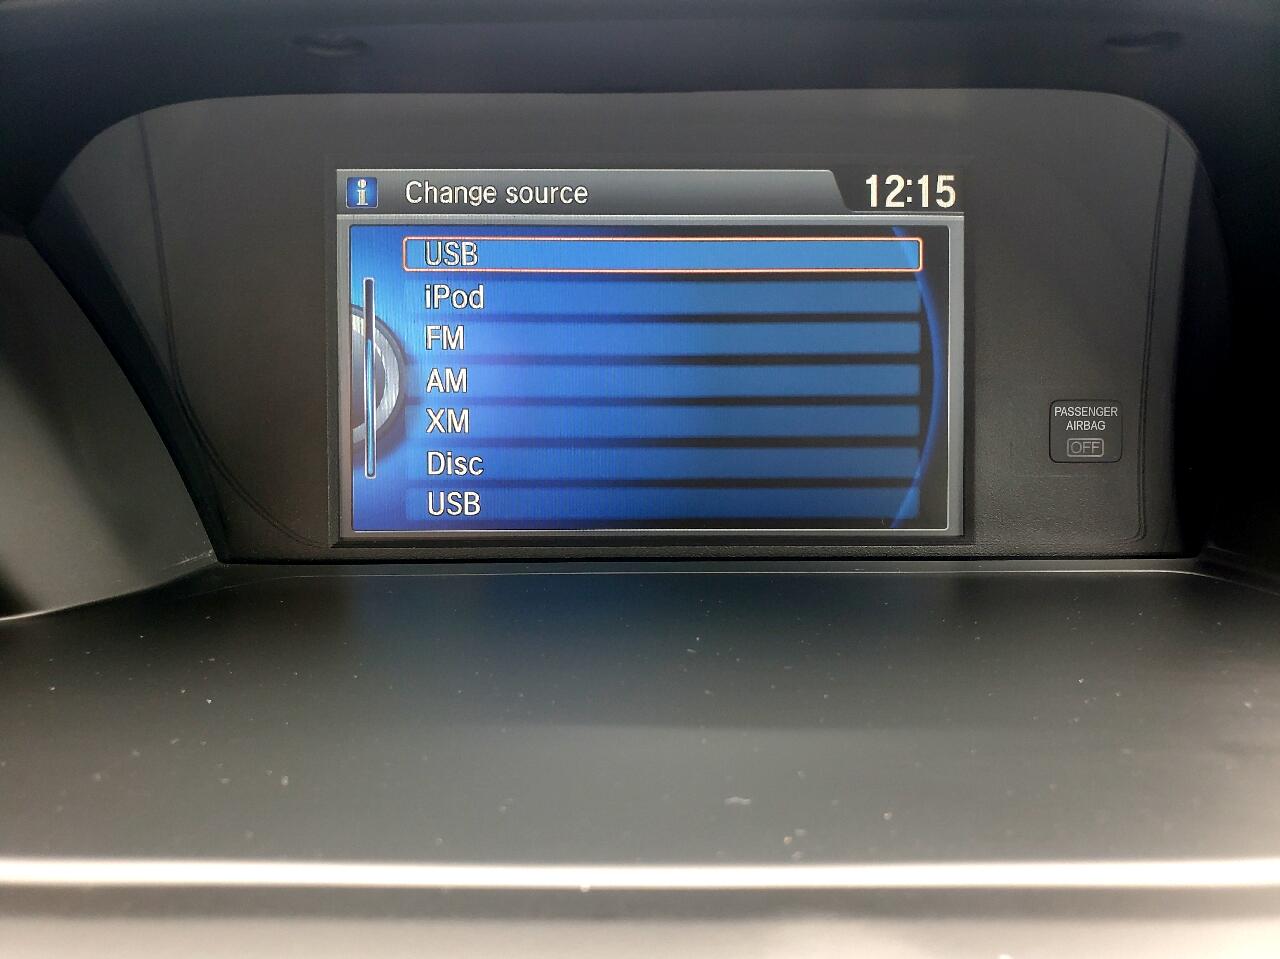 i Change source 12:15
USB
iPod
FM
AM
XM
Disc
USB
PASSENGER
AIRBAG
OFF